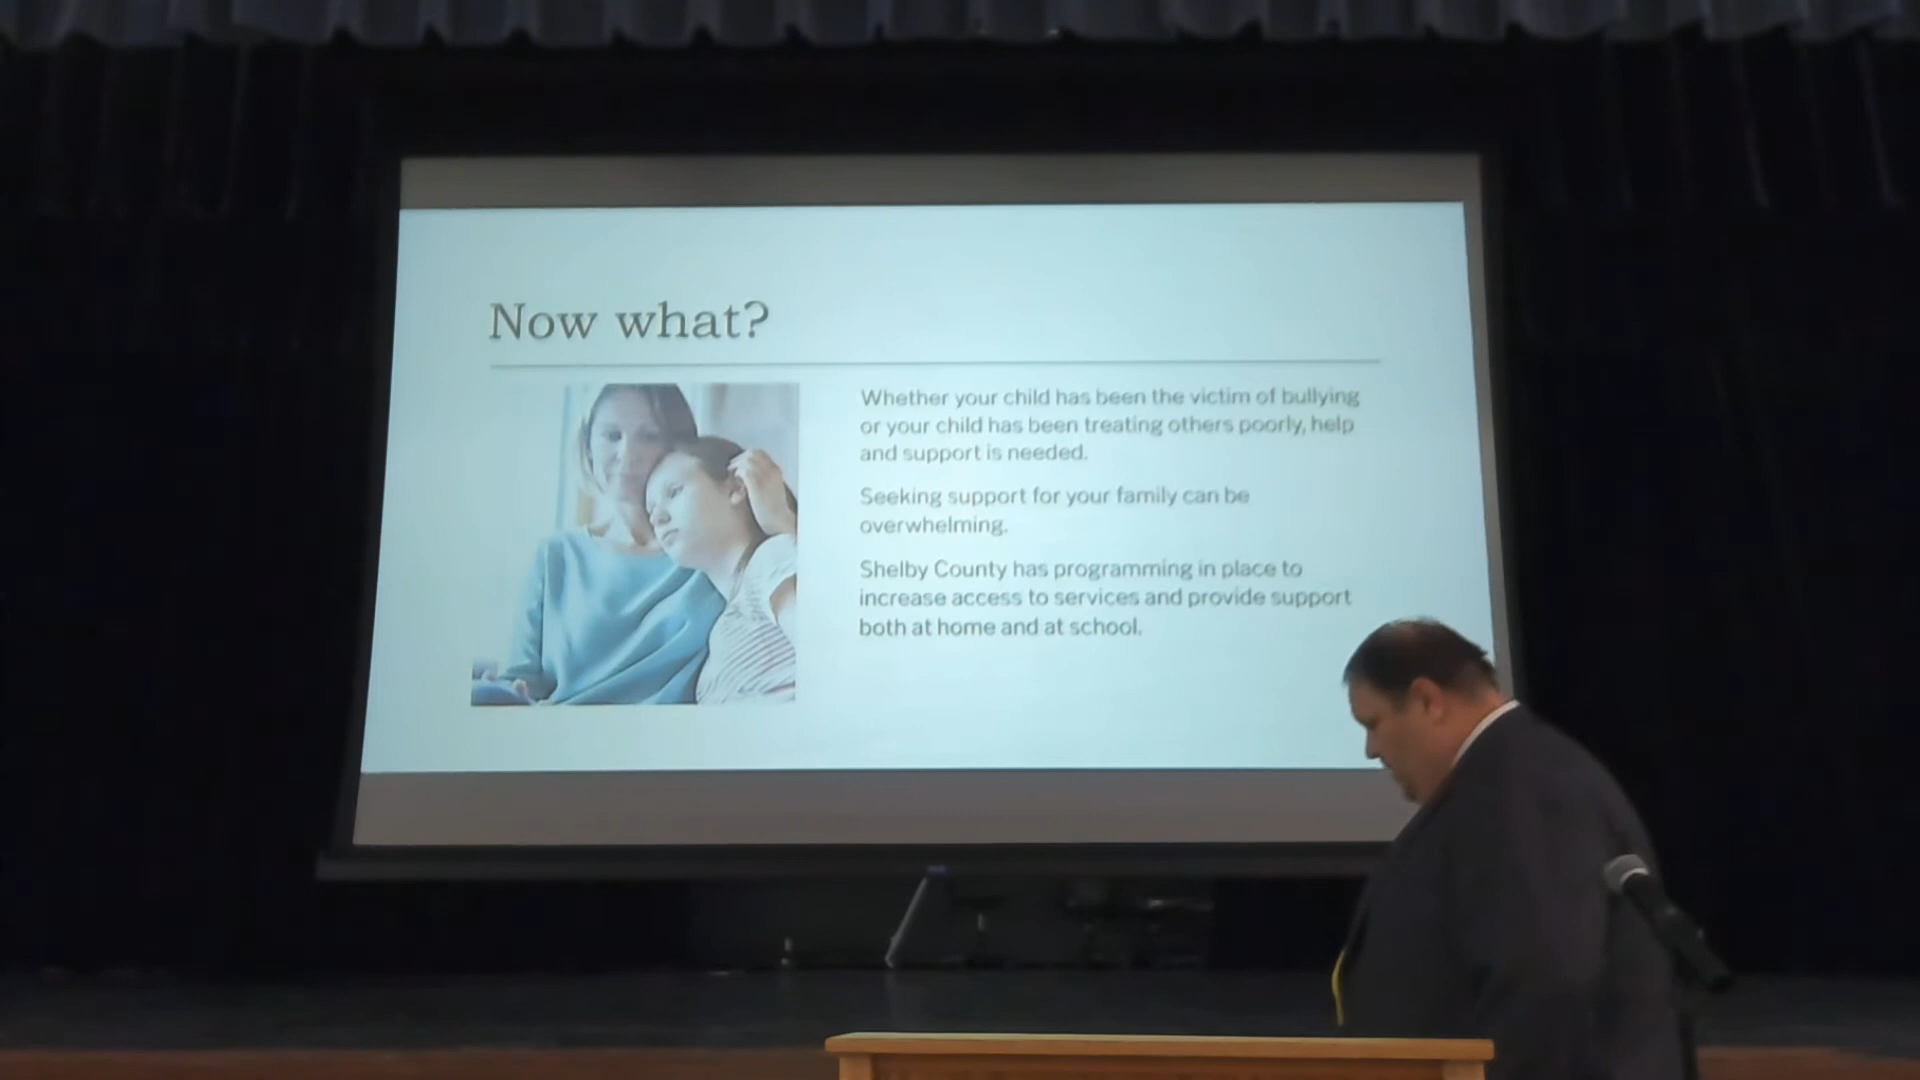 Now what?
Whether your child has been the victim of bullying
or your child has been treating others poorly, help
and support is needed.
Seeking support for your family can be
overwhelming.
Shelby County has programming in place to
increase access to services and provide support
both at home and at school.